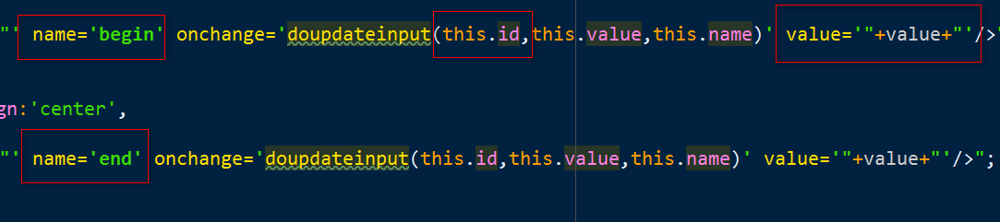 "' name='begin' onchange='doupdateinput(this.id,this.value,this.name)' value='"+value+"'/>"
gn:'center',
"' name='end' onchange='doupdateinput(this.id,this.value,this.name)' value='"+value+"'/>";